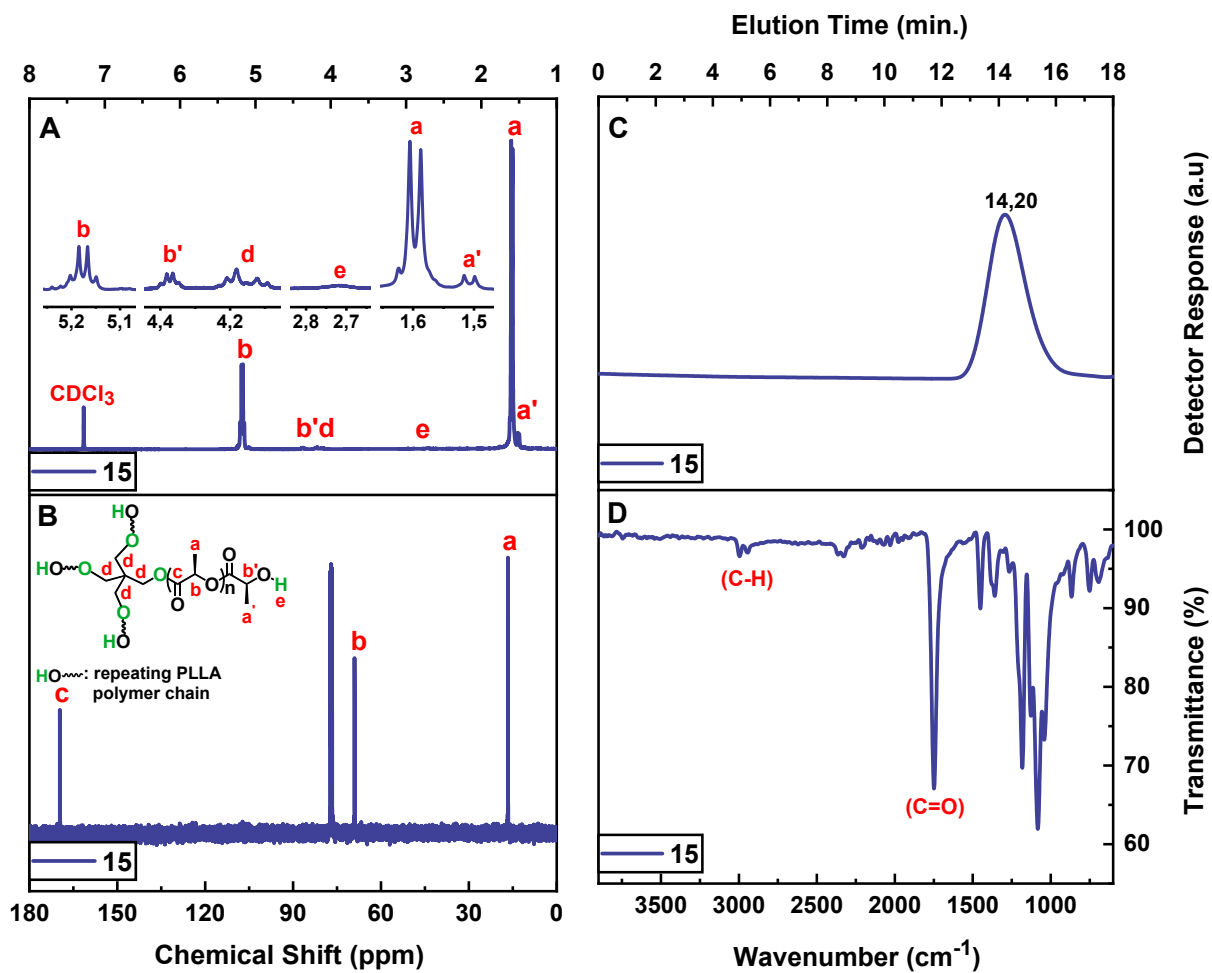 Elution Time (min.)
8 7 6 5 4 3 2 1
0 2 4 6 8 10 12 14 16 18
A
a
a
b
b'
d
e
a'
5,2 5,1
4,4 4,2
2,8 2,7
1,6 1,5
CDCl3
b
b'd
e
a'
15
C
14,20
15
Detector Response (a.u)
B
HO
O
HO
O
d
d
d
d
O
HO
O
c
O
a
b
O
n
O
b'
a'
O
H
e
HO : repeating PLLA
polymer chain
c
b
a
15
180 150 120 90 60 30 0
Chemical Shift (ppm)
D
(C-H)
(C=O)
15
100
90
80
70
60
Transmittance (%)
3500 3000 2500 2000 1500 1000
Wavenumber (cm-1)